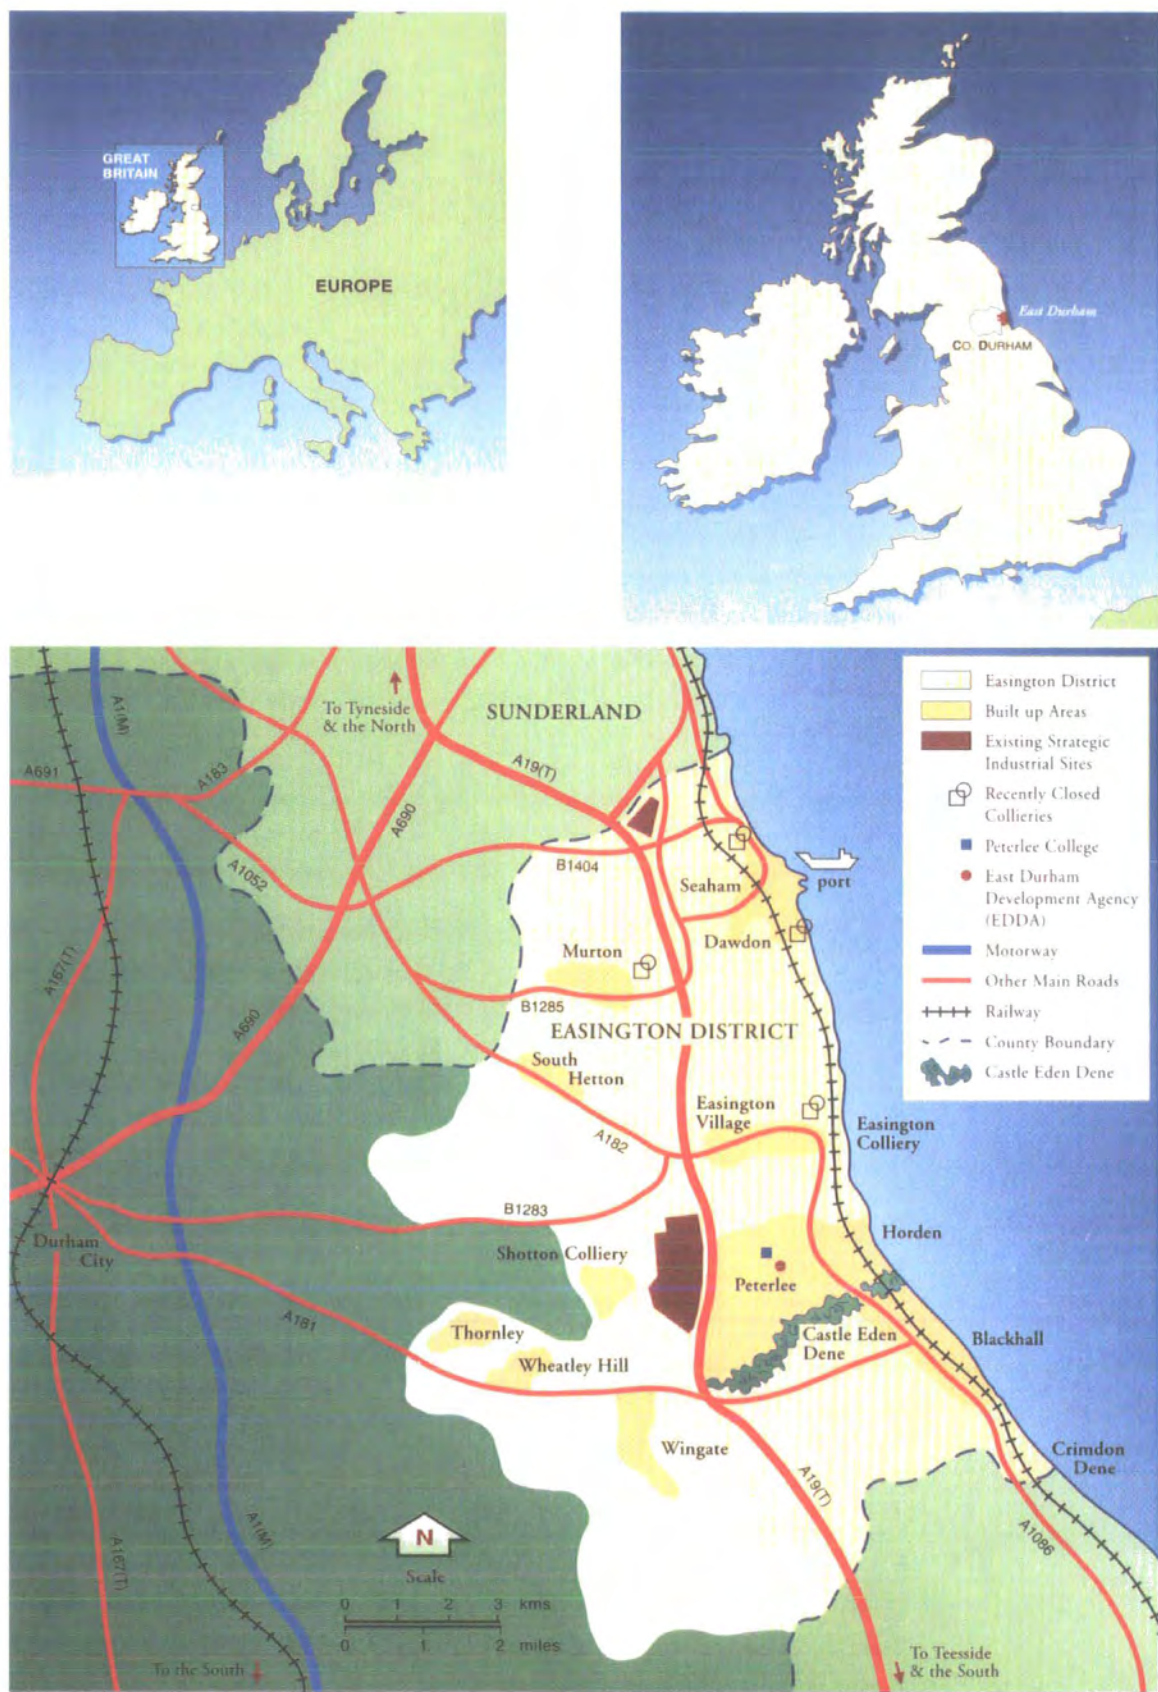 GREAT
BRITAIN
EUROPE
East Durham
CO. DURHAM
To Tyneside
& the North
SUNDERLAND
A1(M)
A691
A183
A19(T)
A690
A1052
B1404
Seaham
port
Dawdon
Murton
A167(T)
A690
B1285
EASINGTON DISTRICT
South
Hetton
Easington
Village
A182
Easington
Colliery
B1283
Horden
Durham
City
Shotton Colliery
Peterlee
A181
Thornley
Castle Eden
Dene
Blackhall
Wheatley Hill
Wingate
Crimdon
Dene
A19(T)
A1086
A1(M)
A167(T)
N
Scale
0 1 2 3 kms
0 1 2 miles
To the South
To Teesside
& the South
Easington District
Built up Areas
Existing Strategic
Industrial Sites
Recently Closed
Collieries
Peterlee College
East Durham
Development Agency
(EDDA)
Motorway
Other Main Roads
Railway
County Boundary
Castle Eden Dene